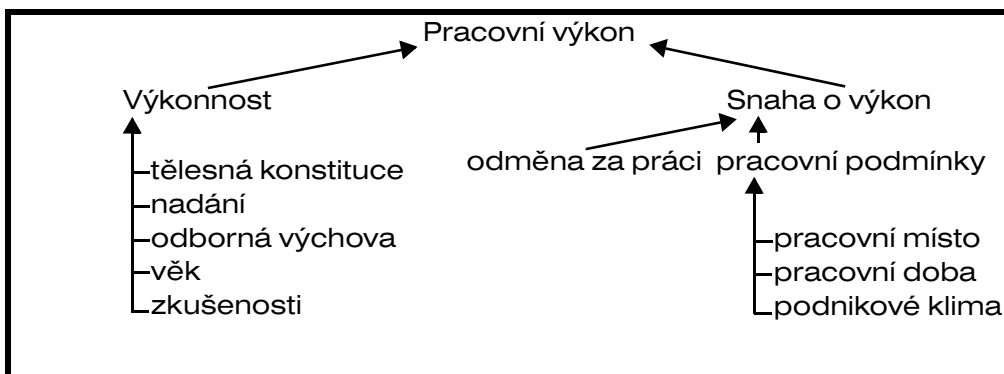 Pracovní výkon
Výkonnost
Snaha o výkon
odměna za práci pracovní podmínky
tělesná konstituce
nadání
odborná výchova
věk
zkušenosti
pracovní místo
pracovní doba
podnikové klima